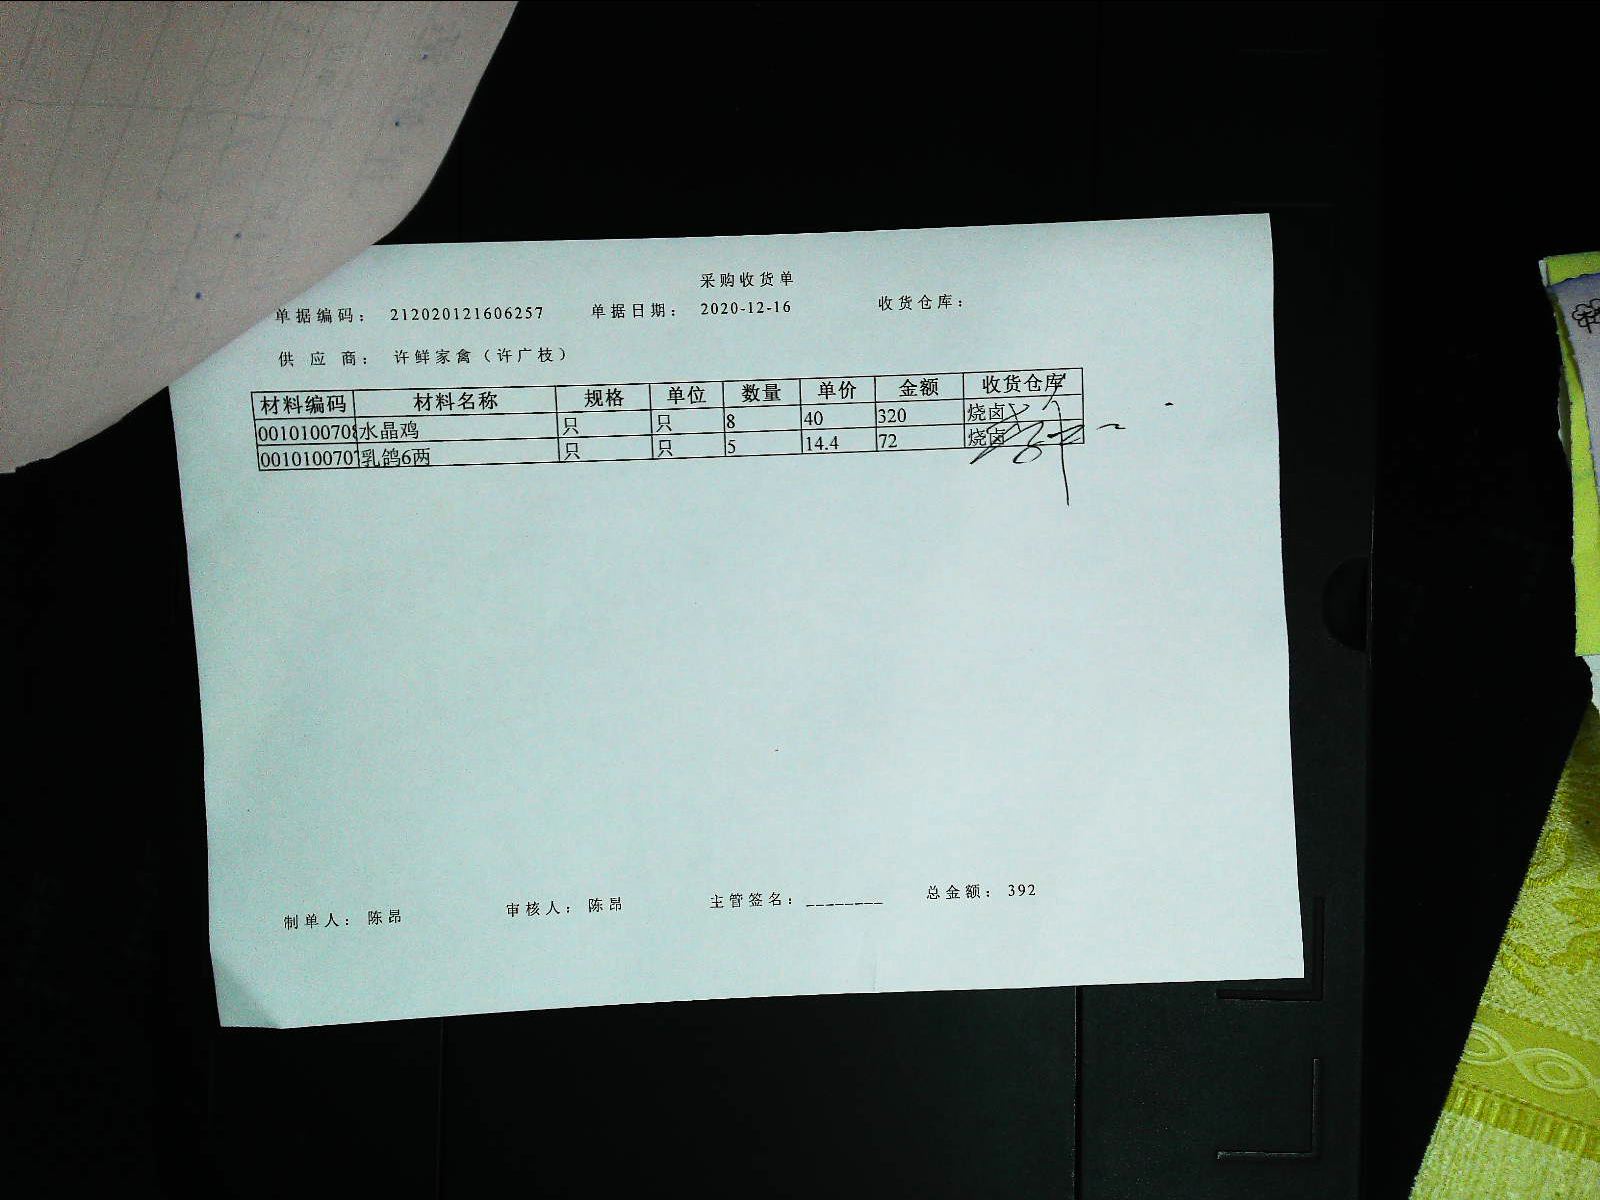 采购收货单
单据编码： 212020121606257 单据日期： 2020-12-16 收货仓库：
供 应 商： 许鲜家禽（许广枝）
材料编码 材料名称 规格 单位 数量 单价 金额 收货仓库
0010100708 水晶鸡 只 只 8 40 320 烧卤
001010070 乳鸽6两 只 只 5 14.4 72 烧卤
制单人： 陈昂 审核人： 陈昂 主管签名：________ 总金额： 392